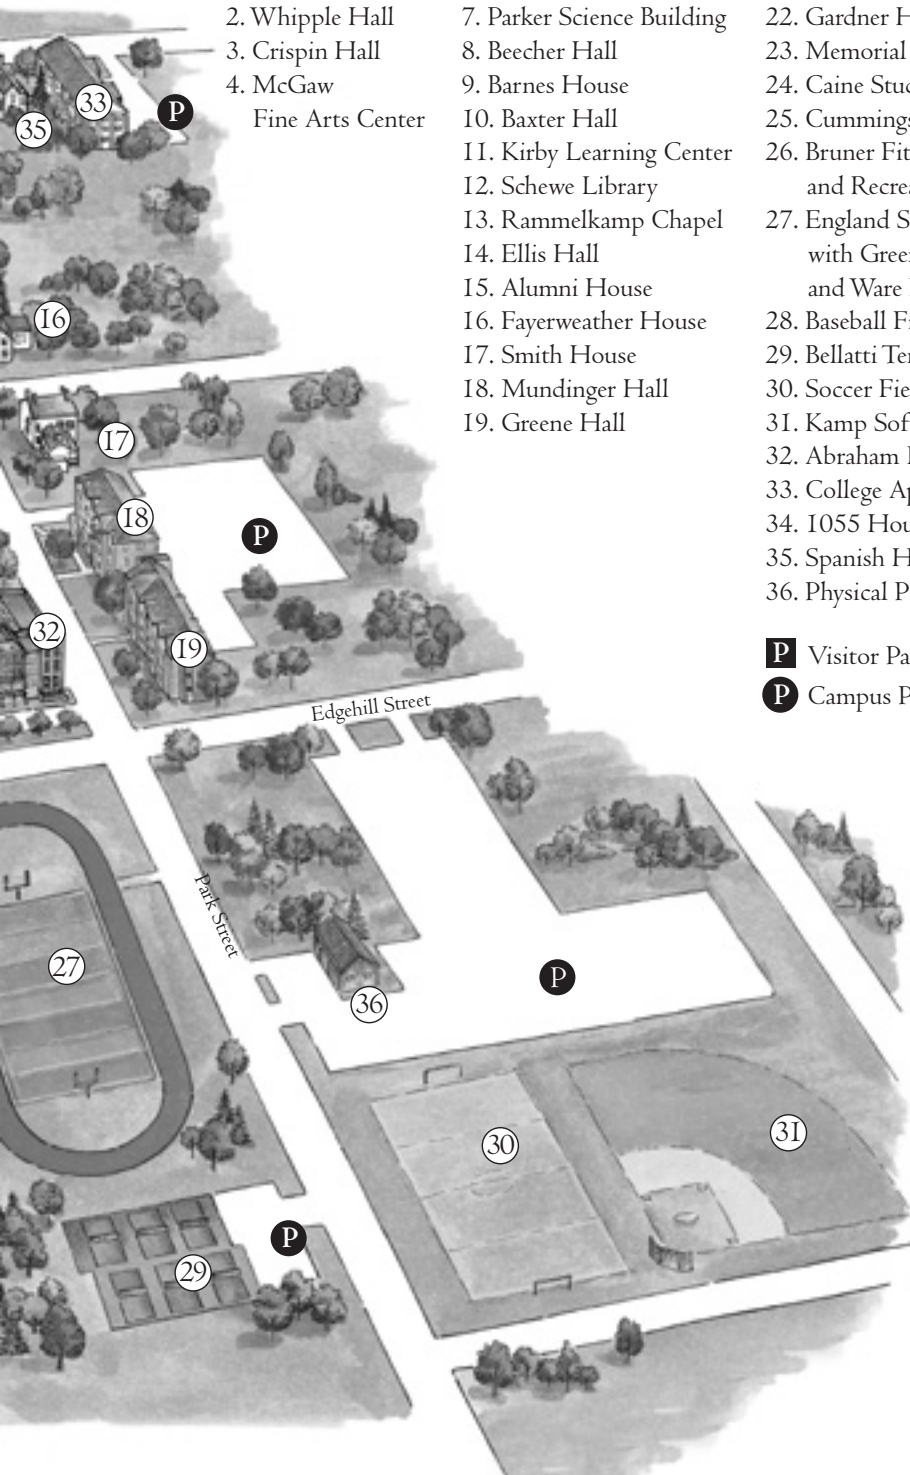 2. Whipple Hall
3. Crispin Hall
4. McGaw
Fine Arts Center
7. Parker Science Building
8. Beecher Hall
9. Barnes House
10. Baxter Hall
11. Kirby Learning Center
12. Schewe Library
13. Rammelkamp Chapel
14. Ellis Hall
15. Alumni House
16. Fayerweather House
17. Smith House
18. Mundinger Hall
19. Greene Hall
22. Gardner H
23. Memorial
24. Caine Stu
25. Cummings
26. Bruner Fit
and Recrea
27. England S
with Gree
and Ware
28. Baseball Fi
29. Bellatti Ter
30. Soccer Fie
31. Kamp Sof
32. Abraham
33. College Ap
34. 1055 Hou
35. Spanish H
36. Physical P
P Visitor Pa
P Campus P
33
P
35
16
17
18
P
32
19
Edgehill Street
Park Street
27
P
36
31
30
P
29